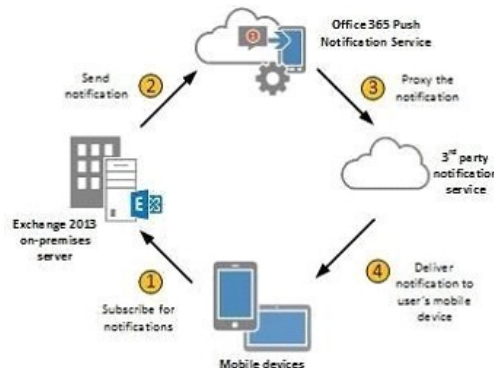 Office 365 Push
Notification Service
Send
notification
2
3
Proxy the
notification
3rd party
notification
service
Exchange 2013
on-premises
server
E
1
Subscribe for
notifications
4
Deliver
notification to
user's mobile
device
Mobile devices